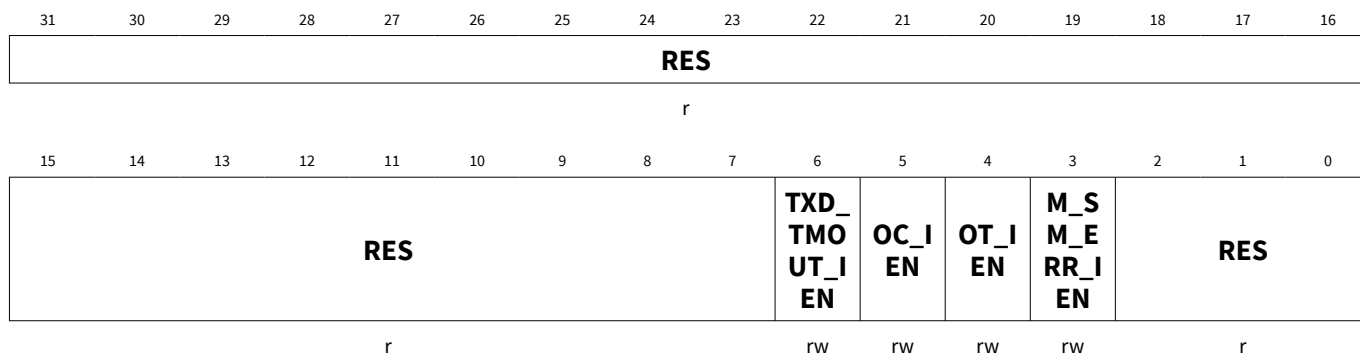 31 30 29 28 27 26 25 24 23 22 21 20 19 18 17 16
RES
r
15 14 13 12 11 10 9 8 7 6 5 4 3 2 1 0
RES
TXD_
TMO
UT_I
EN
OC_I
EN
OT_I
EN
M_S
M_E
RR_I
EN
RES
r rw rw rw rw r